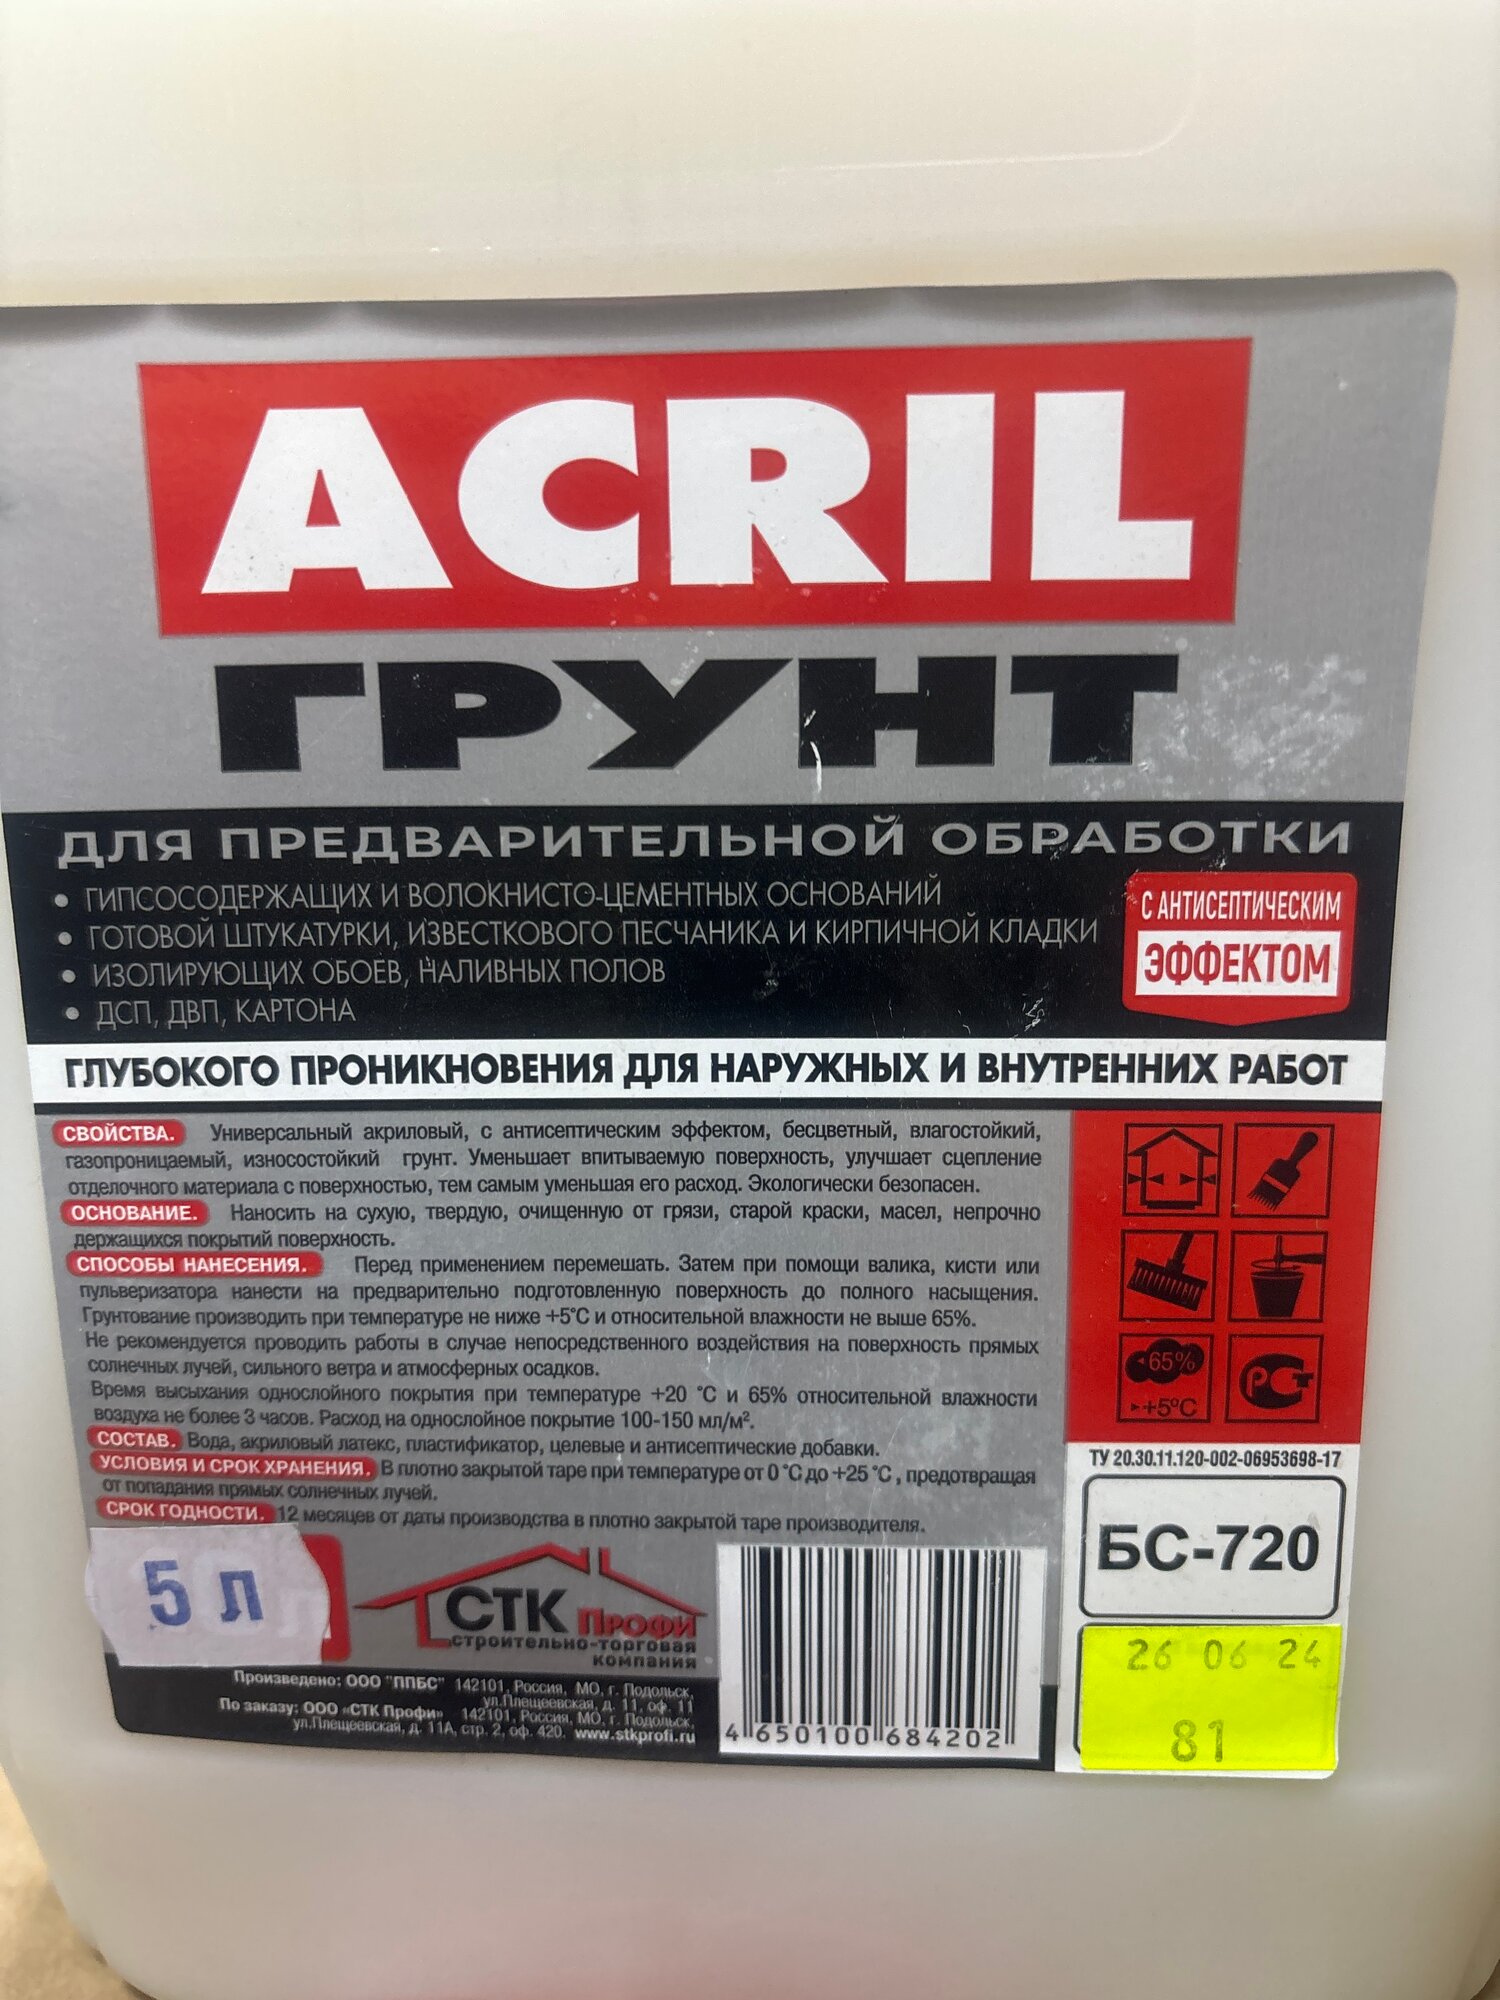 ACRIL
ГРУНТ
ДЛЯ ПРЕДВАРИТЕЛЬНОЙ ОБРАБОТКИ
• ГИПСОСОДЕРЖАЩИХ И ВОЛОКНИСТО-ЦЕМЕНТНЫХ ОСНОВАНИЙ
• ГОТОВОЙ ШТУКАТУРКИ, ИЗВЕСТКОВОГО ПЕСЧАНИКА И КИРПИЧНОЙ КЛАДКИ
• ИЗОЛИРУЮЩИХ ОБОЕВ, НАЛИВНЫХ ПОЛОВ
• ДСП, ДВП, КАРТОНА
С АНТИСЕПТИЧЕСКИМ
ЭФФЕКТОМ
ГЛУБОКОГО ПРОНИКНОВЕНИЯ ДЛЯ НАРУЖНЫХ И ВНУТРЕННИХ РАБОТ
СВОЙСТВА. Универсальный акриловый, с антисептическим эффектом, бесцветный, влагостойкий,
газопроницаемый, износостойкий грунт. Уменьшает впитываемую поверхность, улучшает сцепление
отделочного материала с поверхностью, тем самым уменьшая его расход. Экологически безопасен.
ОСНОВАНИЕ. Наносить на сухую, твердую, очищенную от грязи, старой краски, масел, непрочно
держащихся покрытий поверхность.
СПОСОБЫ НАНЕСЕНИЯ. Перед применением перемешать. Затем при помощи валика, кисти или
пульверизатора нанести на предварительно подготовленную поверхность до полного насыщения.
Грунтование производить при температуре не ниже +5°С и относительной влажности не выше 65%.
Не рекомендуется проводить работы в случае непосредственного воздействия на поверхность прямых
солнечных лучей, сильного ветра и атмосферных осадков.
Время высыхания однослойного покрытия при температуре +20 °С и 65% относительной влажности
воздуха не более 3 часов. Расход на однослойное покрытие 100-150 мл/м².
СОСТАВ. Вода, акриловый латекс, пластификатор, целевые и антисептические добавки.
УСЛОВИЯ И СРОК ХРАНЕНИЯ. В плотно закрытой таре при температуре от 0 °С до +25 °С , предотвращая
от попадания прямых солнечных лучей.
СРОК ГОДНОСТИ. 12 месяцев от даты производства в плотно закрытой таре производителя.
<65%
>+5°С
РСТ
ТУ 20.30.11.120-002-06953698-17
БС-720
26 06 24
81
5 л
СТК ПРОФИ
строительно-торговая
компания
Произведено: ООО "ППБС" 142101, Россия, МО, г. Подольск,
ул.Плещеевская, д. 11, оф. 11
По заказу: ООО «СТК Профи» 142101, Россия, МО, г. Подольск,
ул.Плещеевская, д. 11А, стр. 2, оф. 420. www.stkprofi.ru
4 650100 684202